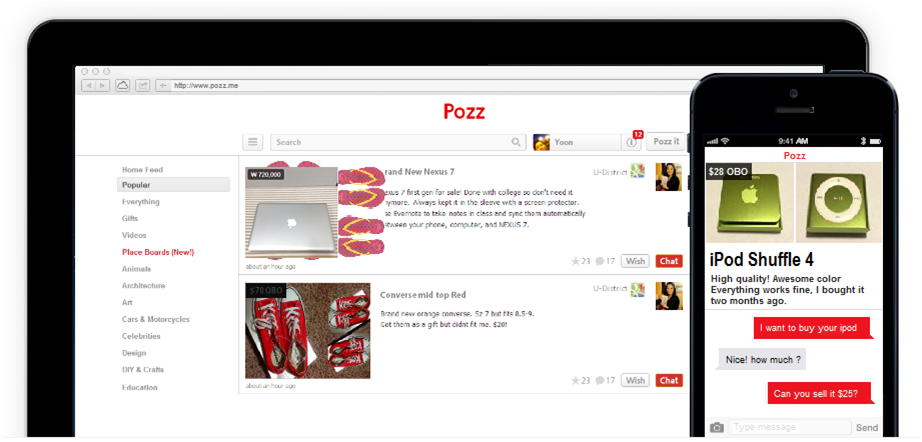 http://www.pozz.me
Pozz
Search
Yoon
12
Pozz it
Home Feed
Popular
Everything
Gifts
Videos
Place Boards (New!)
Animals
Architecture
Art
Cars & Motorcycles
Celebrities
Design
DIY & Crafts
Education
₩ 720,000
rand New Nexus 7
U-District
exus 7 first gen for sale! Done with college so don't need it
ymore. Always kept it in the sleeve with a screen protector.
se Evernote to take notes in class and sync them automatically
etween your phone, computer, and NEXUS 7.
about an hour ago
23
17
Wish
Chat
$78 OBO
Converse mid top Red
U-District
Brand new orange converse. Sz 7 but fits 8.5-9.
Got them as a gift but didnt fit me. $20!
about an hour ago
23
17
Wish
Chat
9:41 AM
Pozz
$28 OBO
iPod Shuffle 4
High quality! Awesome color
Everything works fine, I bought it
two months ago.
I want to buy your ipod
Nice! how much ?
Can you sell it $25?
Type message
Send